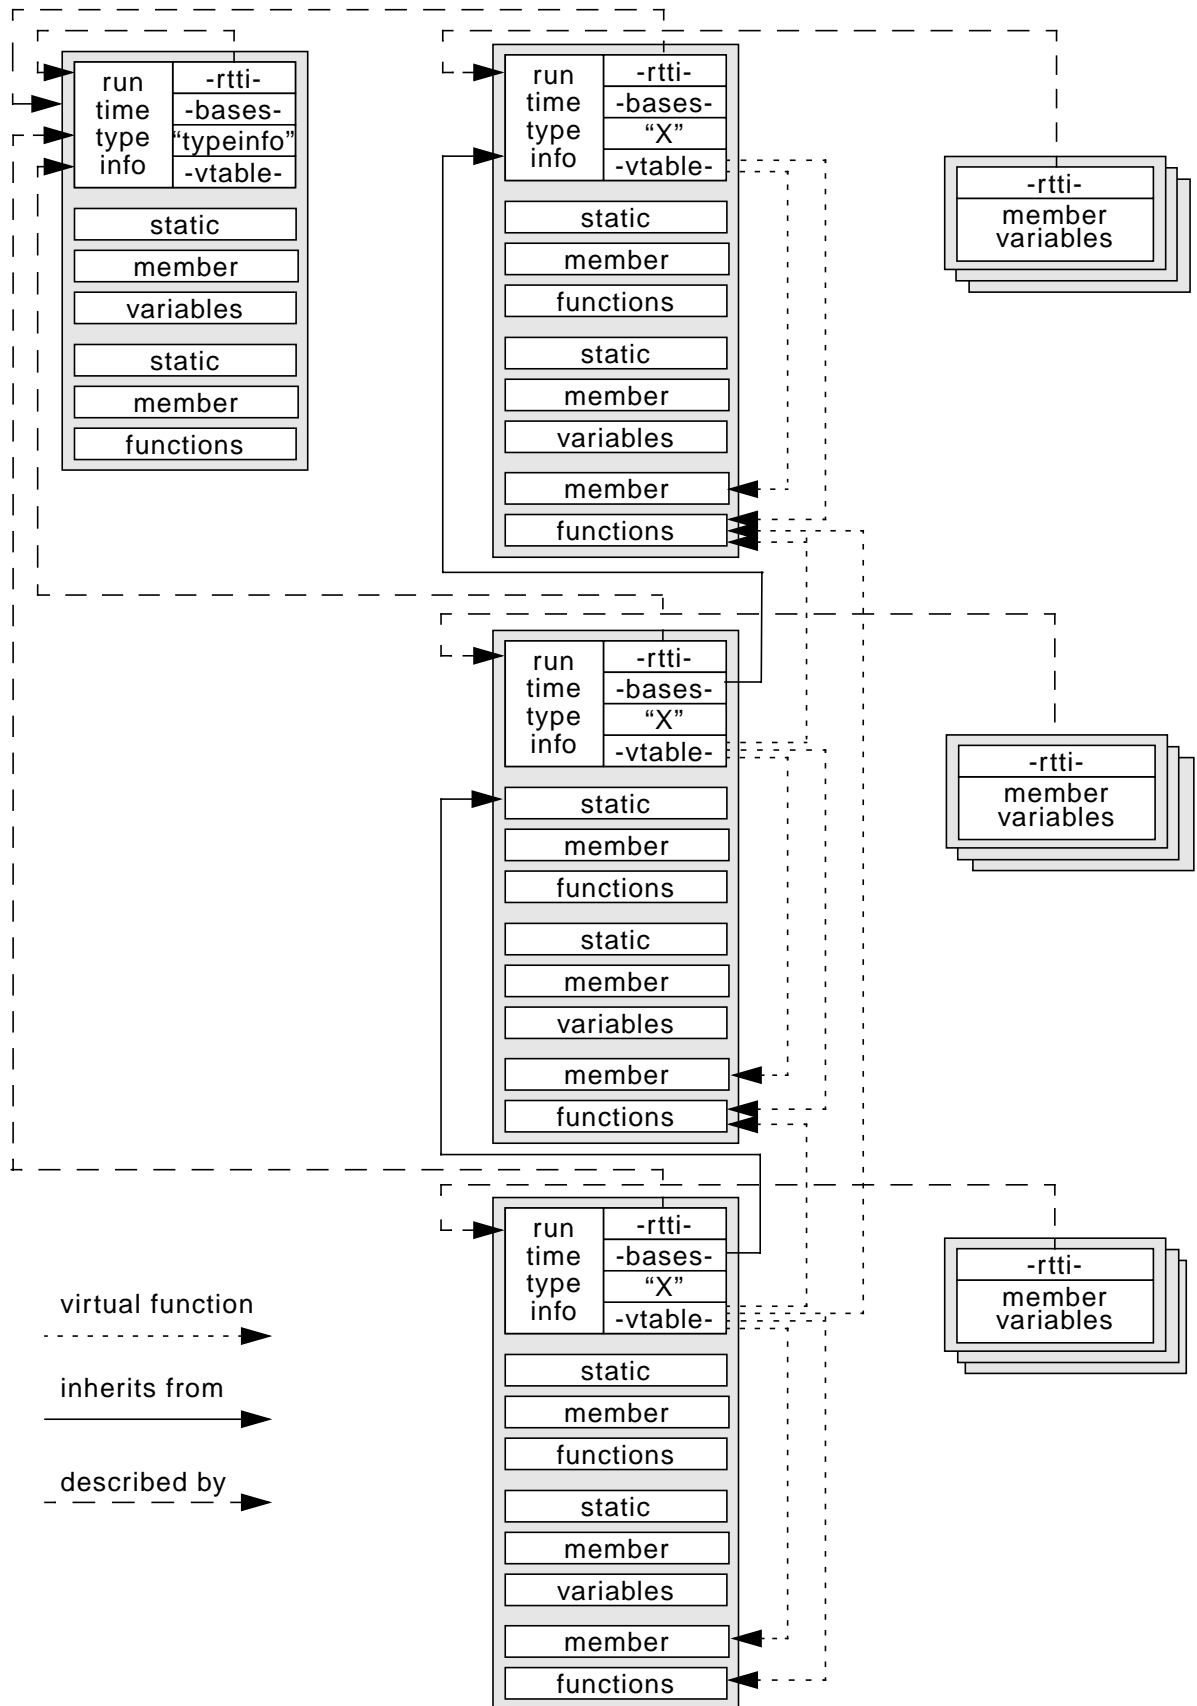 run
time
type
info
-rtti-
-bases-
“typeinfo”
-vtable-
static
member
variables
static
member
functions
run
time
type
info
-rtti-
-bases-
“X”
-vtable-
static
member
functions
static
member
variables
member
functions
-rtti-
member
variables
run
time
type
info
-rtti-
-bases-
“X”
-vtable-
static
member
functions
static
member
variables
member
functions
-rtti-
member
variables
run
time
type
info
-rtti-
-bases-
“X”
-vtable-
static
member
functions
static
member
variables
member
functions
-rtti-
member
variables
virtual function
inherits from
described by